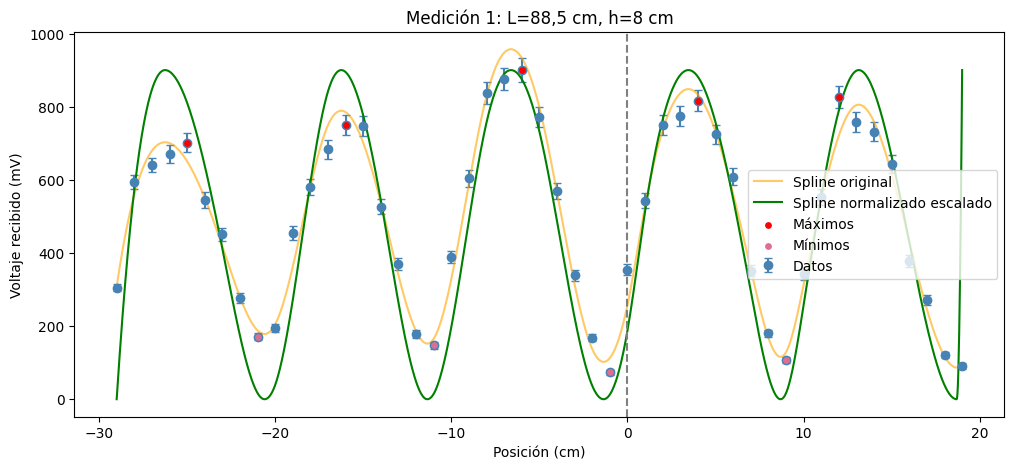 Medición 1: L=88,5 cm, h=8 cm
Voltaje recibido (mV)
1000
800
600
400
200
0
Spline original
Spline normalizado escalado
Máximos
Mínimos
Datos
−30
−20
−10
0
10
20
Posición (cm)